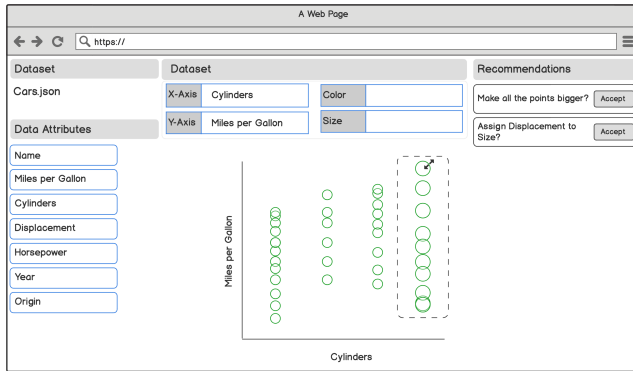 A Web Page
https://
Dataset
Cars.json
Data Attributes
Name
Miles per Gallon
Cylinders
Displacement
Horsepower
Year
Origin
Dataset
X-Axis Cylinders
Color
Y-Axis Miles per Gallon
Size
Miles per Gallon
Cylinders
Recommendations
Make all the points bigger? Accept
Assign Displacement to
Size?
Accept